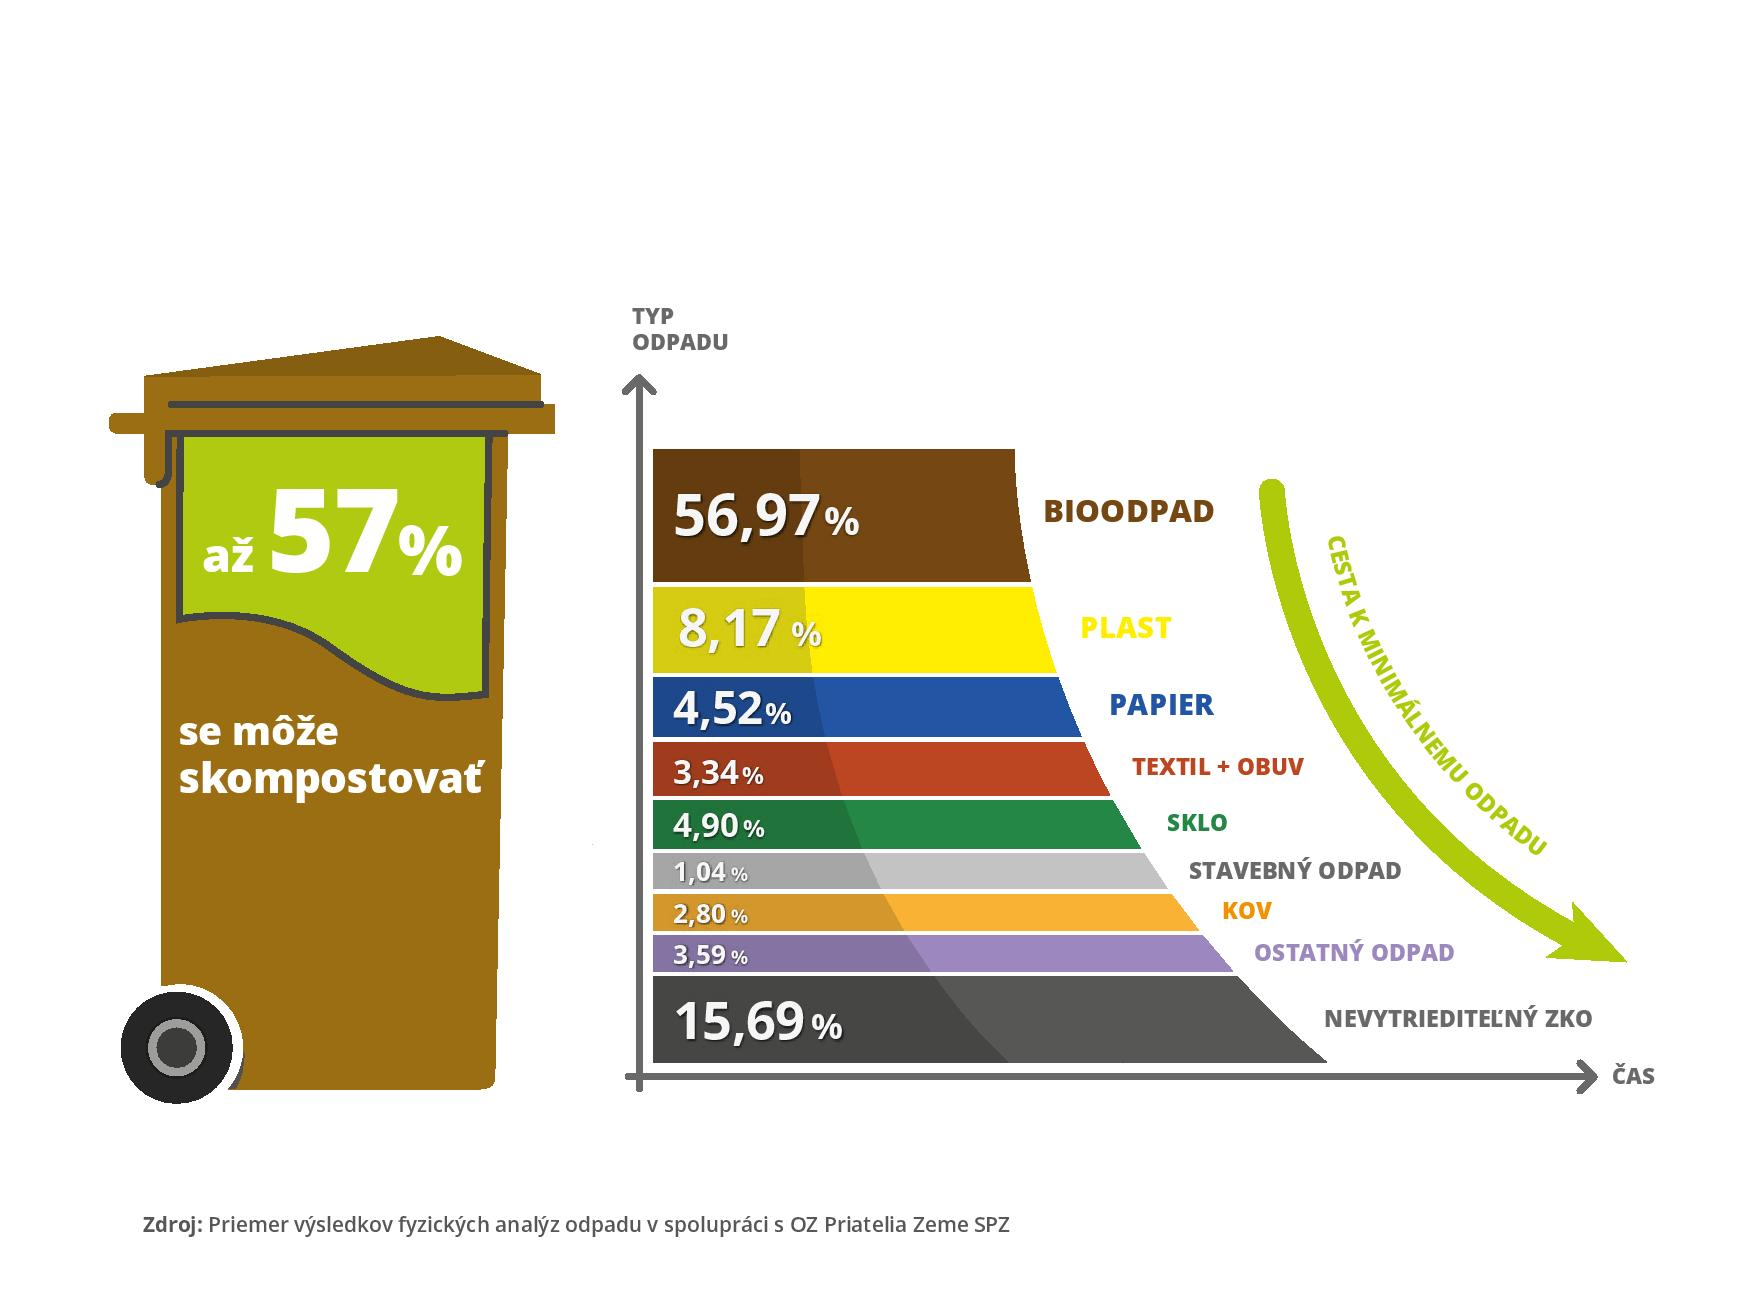 až 57%
se môže
skompostovať
TYP
ODPADU
56,97 % BIOODPAD
8,17 % PLAST
4,52 % PAPIER
3,34 % TEXTIL + OBUV
4,90 % SKLO
1,04 % STAVEBNÝ ODPAD
2,80 % KOV
3,59 % OSTATNÝ ODPAD
15,69 % NEVYTRIEDITEĽNÝ ZKO
ČAS
CESTA K MINIMÁLNEMU ODPADU
Zdroj: Priemer výsledkov fyzických analýz odpadu v spolupráci s OZ Priatelia Zeme SPZ